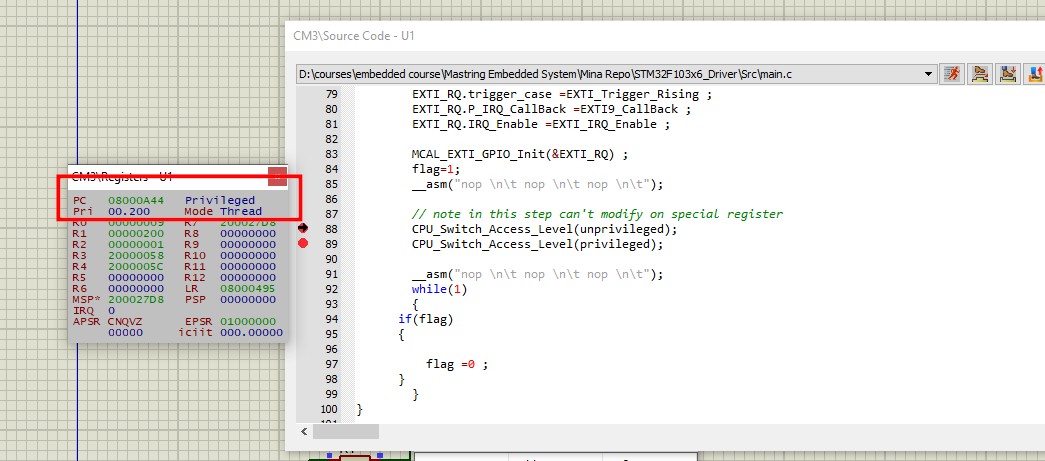 CM3\Source Code - U1
D:\courses\embedded course\Mastring Embedded System\Mina Repo\STM32F103x6_Driver\Src\main.c
79 EXTI_RQ.trigger_case =EXTI_Trigger_Rising ;
80 EXTI_RQ.P_IRQ_CallBack =EXTI9_CallBack ;
81 EXTI_RQ.IRQ_Enable =EXTI_IRQ_Enable ;
82
83 MCAL_EXTI_GPIO_Init(&EXTI_RQ) ;
84 flag=1;
85 __asm("nop \n\t nop \n\t nop \n\t");
86
87 // note in this step can't modify on special register
88 CPU_Switch_Access_Level(unprivileged);
89 CPU_Switch_Access_Level(privileged);
90
91 __asm("nop \n\t nop \n\t nop \n\t");
92 while(1)
93 {
94 if(flag)
95 {
96
97 flag =0 ;
98 }
99 }
100 }
CM3\Registers - U1
PC 08000A44 Privileged
Pri 00.200 Mode Thread
R0 00000009 R7 200027D8
R1 00000200 R8 00000000
R2 00000001 R9 00000000
R3 20000058 R10 00000000
R4 2000005C R11 00000000
R5 00000000 R12 00000000
R6 00000000 LR 08000495
MSP* 200027D8 PSP 00000000
IRQ 0
APSR CNQVZ EPSR 01000000
00000 iciit 000.00000